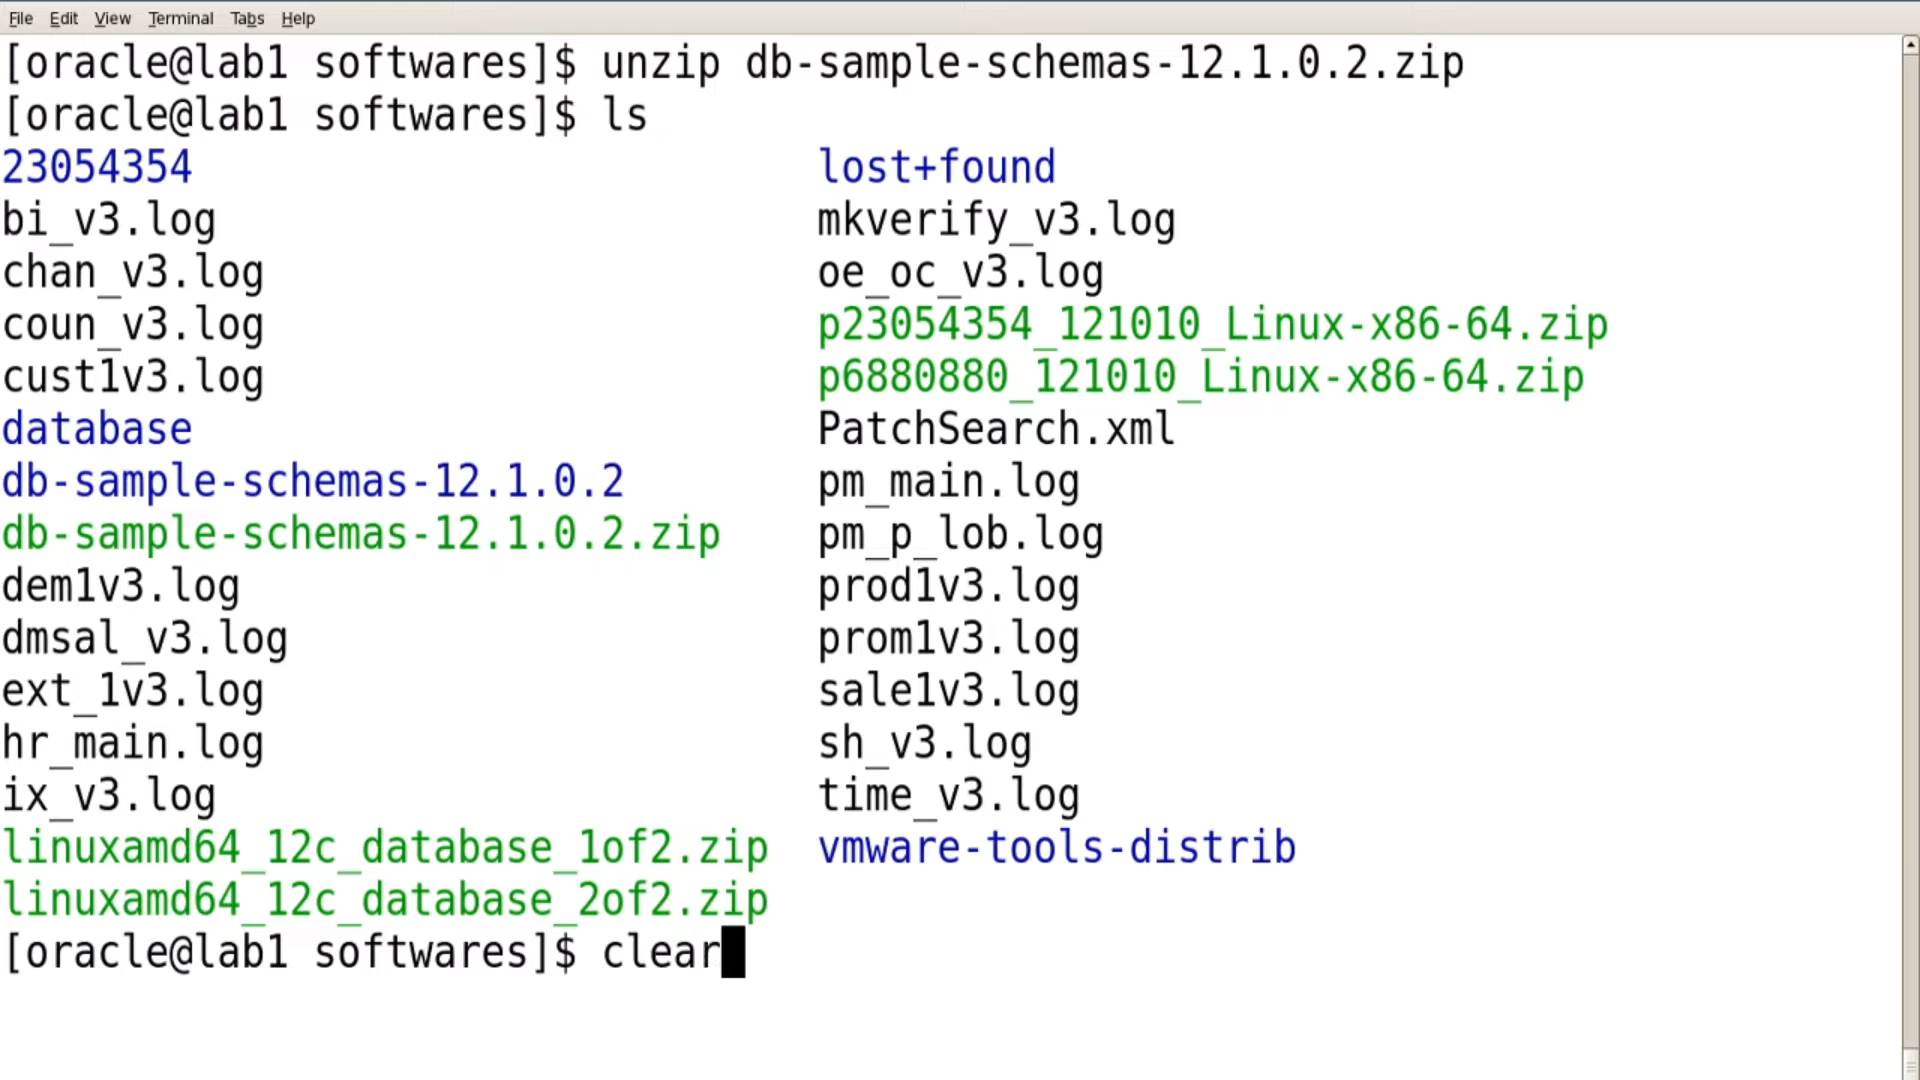 File Edit View Terminal Tabs Help
[oracle@lab1 softwares]$ unzip db-sample-schemas-12.1.0.2.zip
[oracle@lab1 softwares]$ ls
23054354 lost+found
bi_v3.log mkverify_v3.log
chan_v3.log oe_oc_v3.log
coun_v3.log p23054354_121010_Linux-x86-64.zip
cust1v3.log p6880880_121010_Linux-x86-64.zip
database PatchSearch.xml
db-sample-schemas-12.1.0.2 pm_main.log
db-sample-schemas-12.1.0.2.zip pm_p_lob.log
dem1v3.log prod1v3.log
dmsal_v3.log prom1v3.log
ext_1v3.log sale1v3.log
hr_main.log sh_v3.log
ix_v3.log time_v3.log
linuxamd64_12c_database_1of2.zip vmware-tools-distrib
linuxamd64_12c_database_2of2.zip
[oracle@lab1 softwares]$ clear